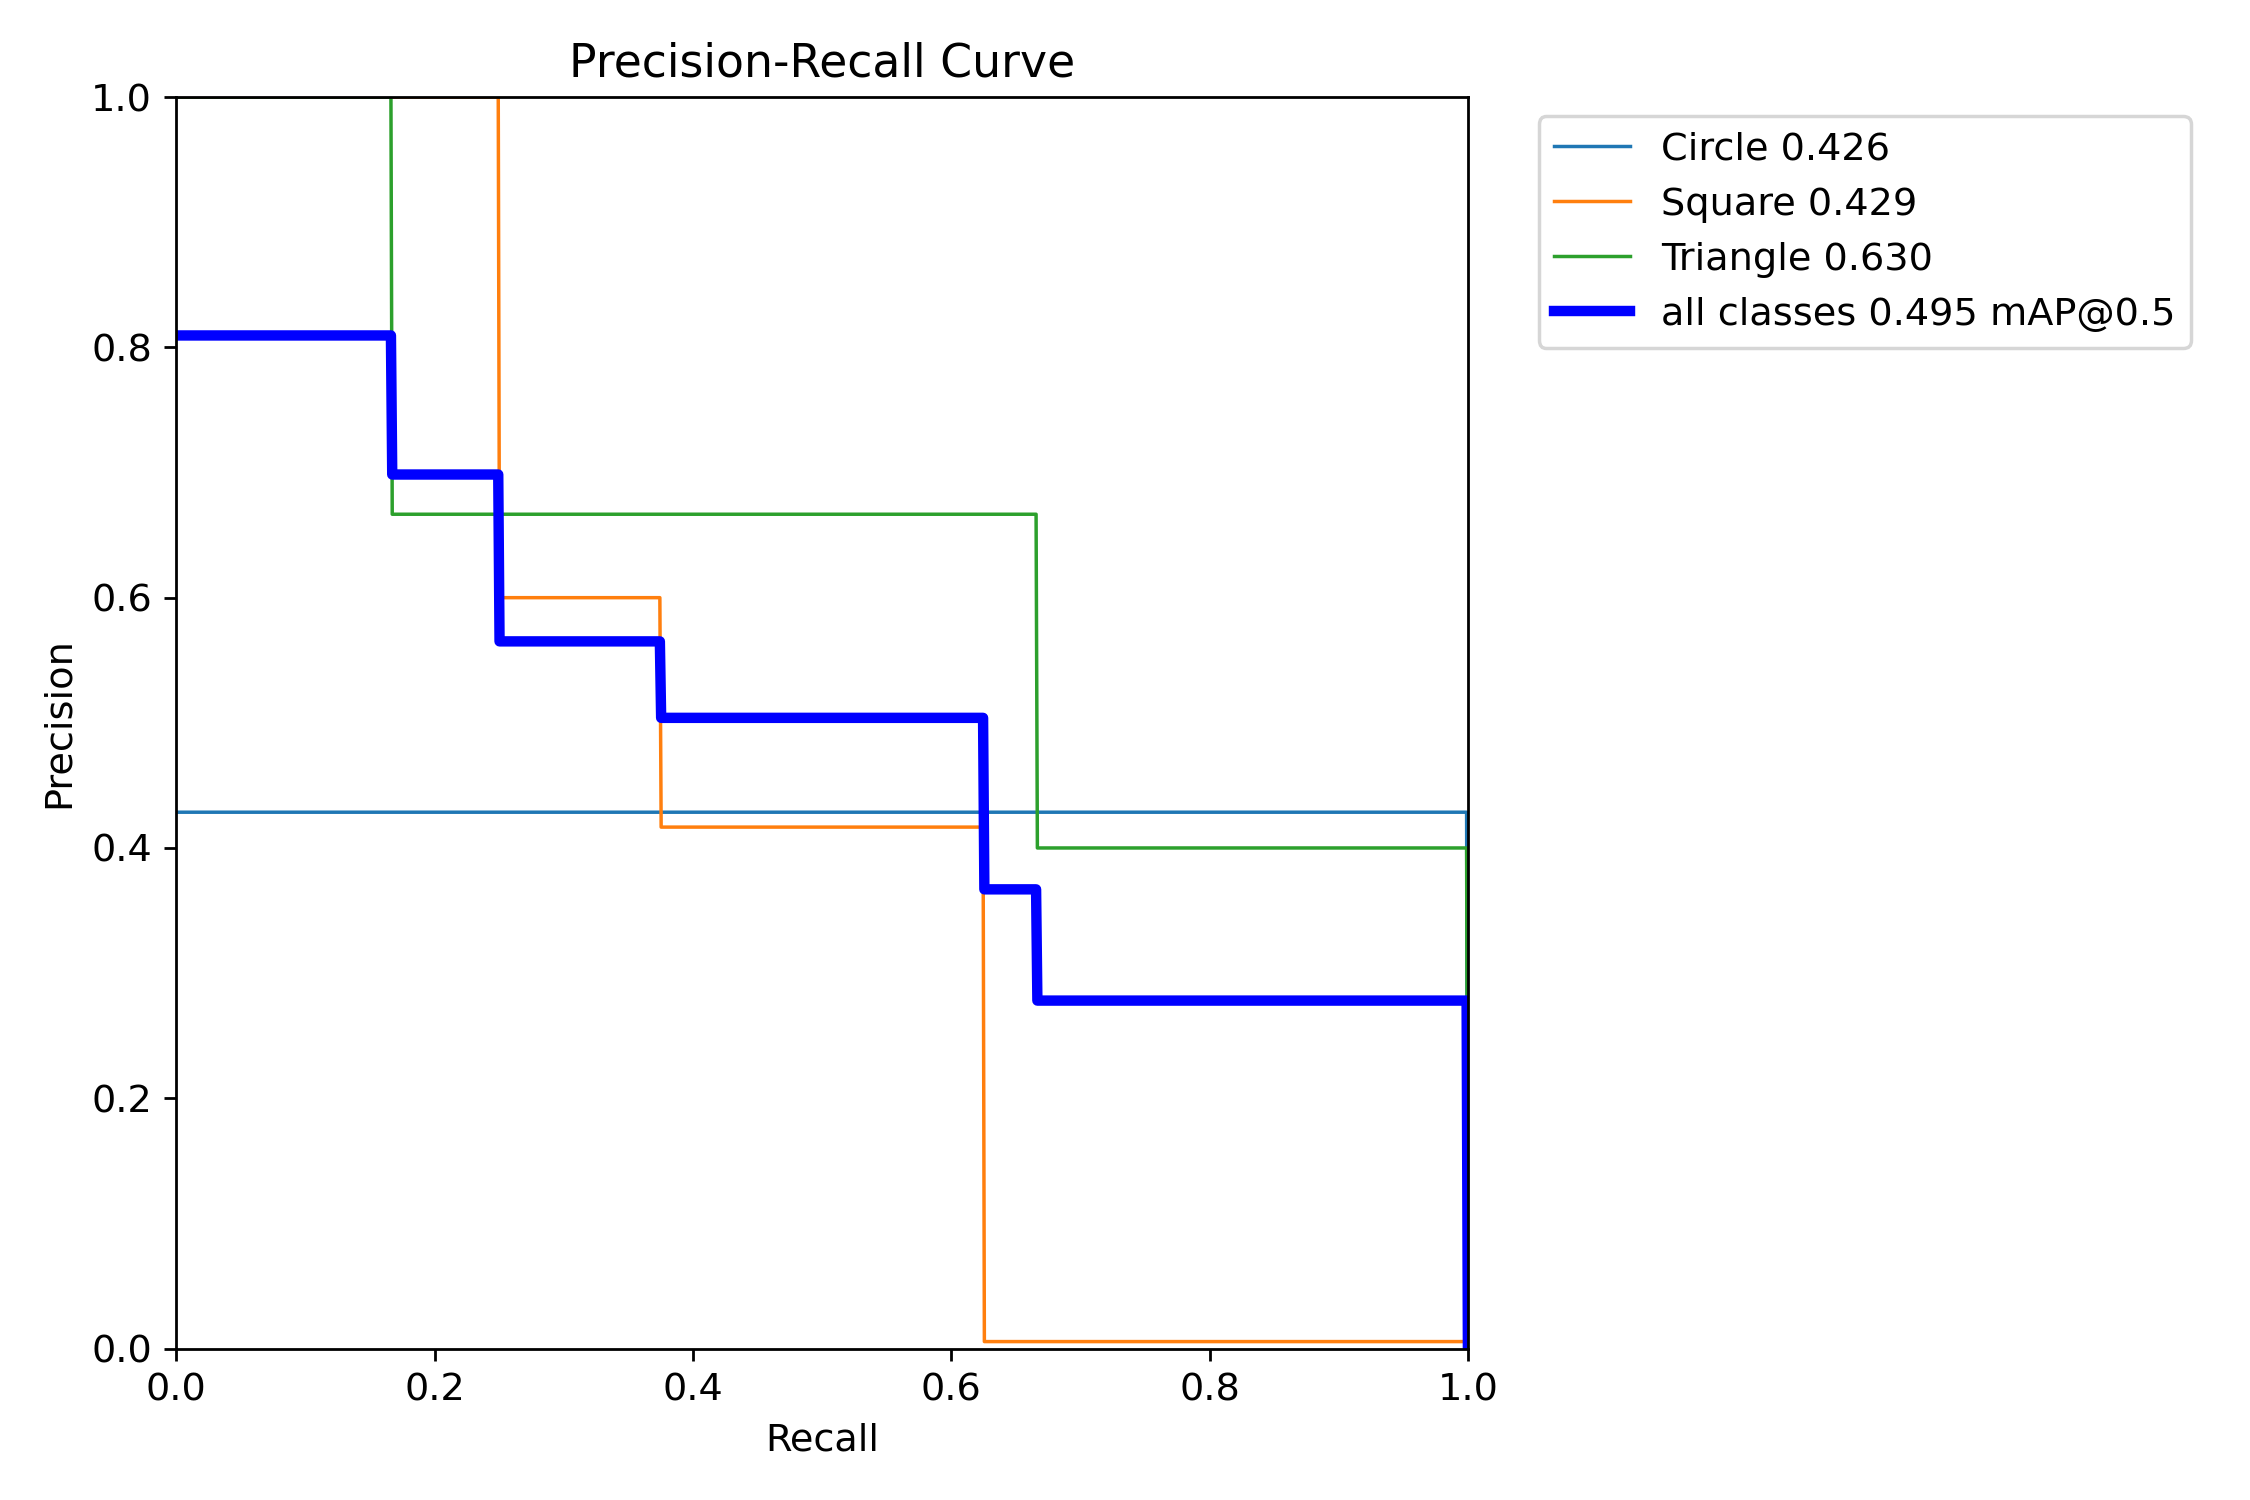 Precision-Recall Curve
1.0
0.8
0.6
0.4
0.2
0.0
Precision
0.0 0.2 0.4 0.6 0.8 1.0
Recall
Circle 0.426
Square 0.429
Triangle 0.630
all classes 0.495 mAP@0.5